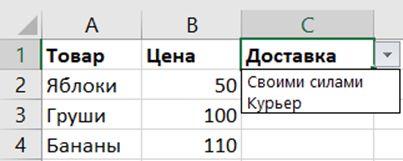 A B C
1 Товар Цена Доставка
2 Яблоки 50 Своими силами
Курьер
3 Груши 100
4 Бананы 110